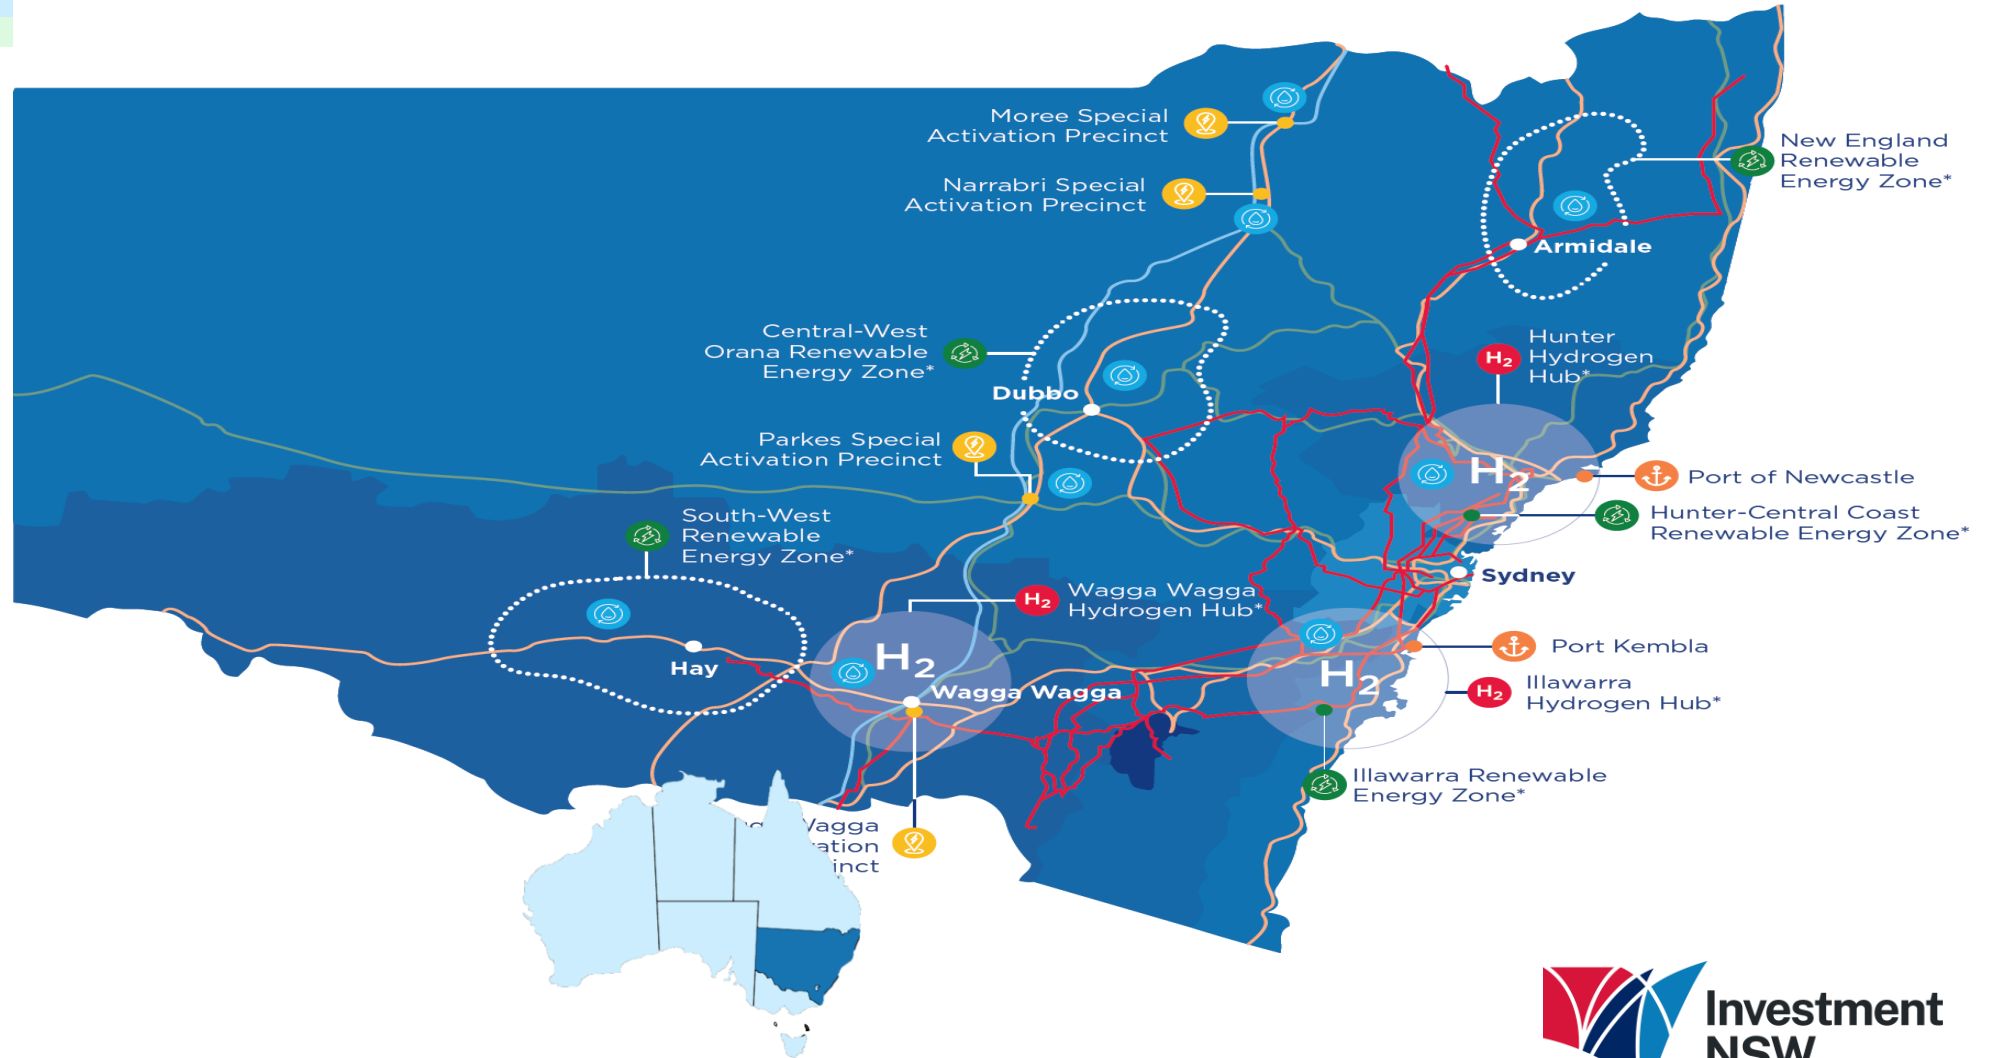 Moree Special
Activation Precinct
Narrabri Special
Activation Precinct
New England
Renewable
Energy Zone*
Armidale
Central-West
Orana Renewable
Energy Zone*
Dubbo
Hunter
Hydrogen
Hub*
H₂
Parkes Special
Activation Precinct
H₂
Port of Newcastle
Hunter-Central Coast
Renewable Energy Zone*
South-West
Renewable
Energy Zone*
Sydney
H₂
Wagga Wagga
Hydrogen Hub*
Hay
H₂
Wagga Wagga
Port Kembla
H₂
H₂
Illawarra
Hydrogen Hub*
Illawarra Renewable
Energy Zone*
Investment
NSW